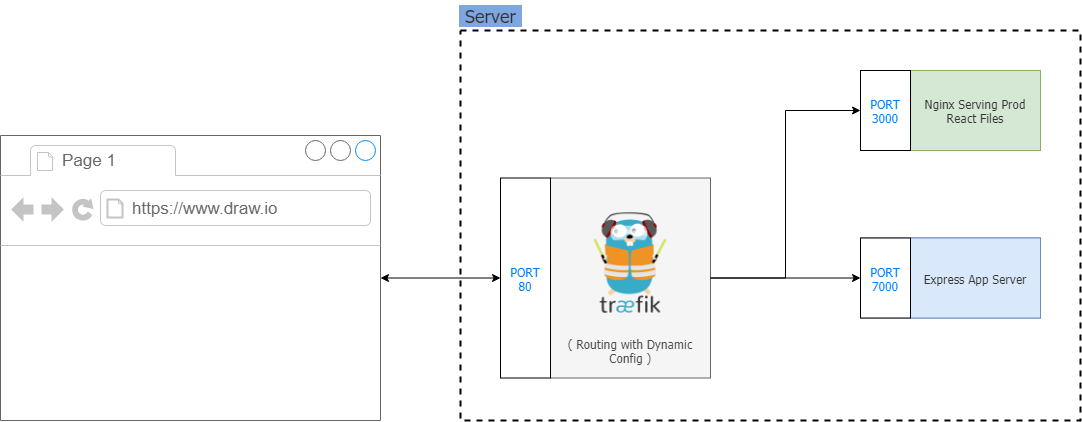 Server
Page 1
https://www.draw.io
PORT
80
træfik
( Routing with Dynamic
Config )
PORT
3000
Nginx Serving Prod
React Files
PORT
7000
Express App Server